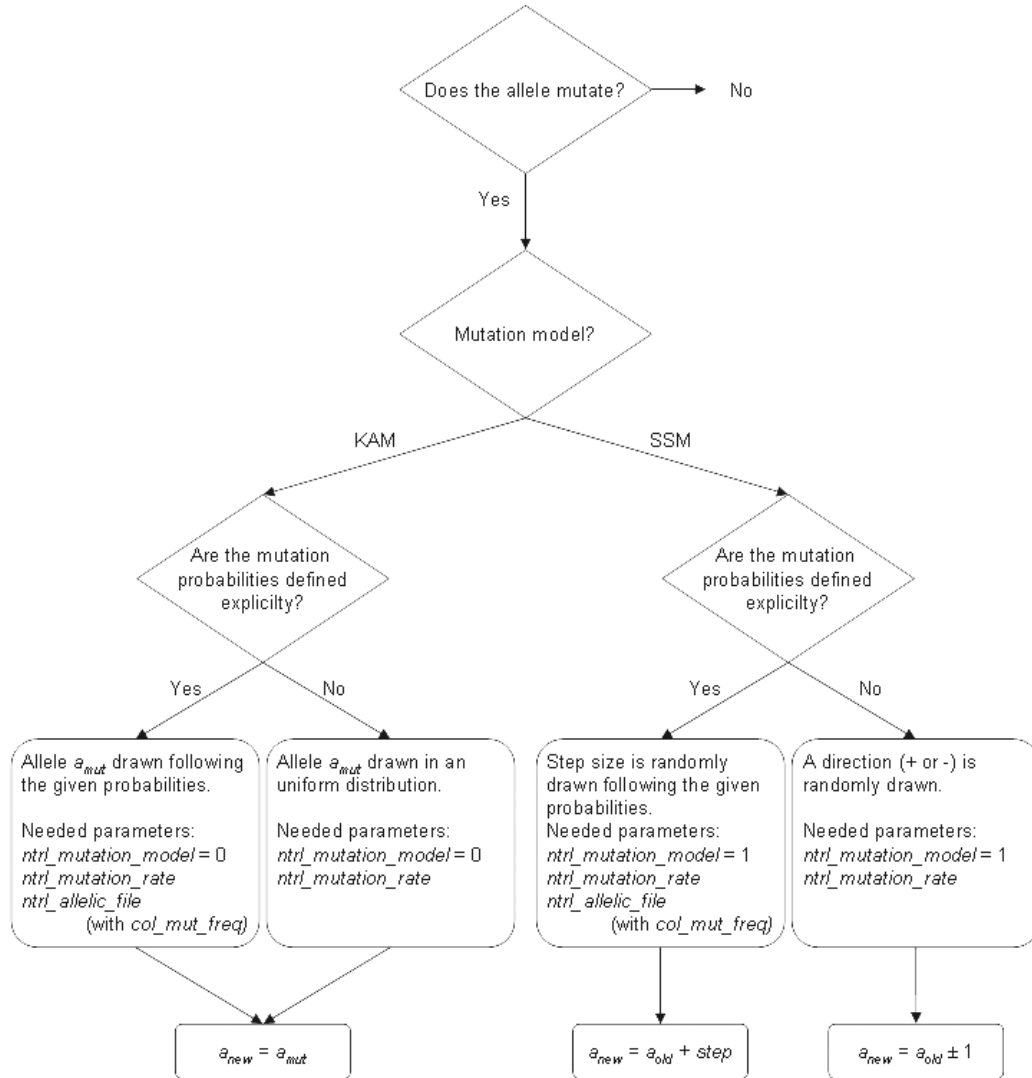 Does the allele mutate?
No
Yes
Mutation model?
KAM
SSM
Are the mutation
probabilities defined
explicilty?
Are the mutation
probabilities defined
explicilty?
Yes
No
Yes
No
Allele a_mut drawn following
the given probabilities.
Needed parameters:
ntrl_mutation_model = 0
ntrl_mutation_rate
ntrl_allelic_file
(with col_mut_freq)
Allele a_mut drawn in an
uniform distribution.
Needed parameters:
ntrl_mutation_model = 0
ntrl_mutation_rate
Step size is randomly
drawn following the given
probabilities.
Needed parameters:
ntrl_mutation_model = 1
ntrl_mutation_rate
ntrl_allelic_file
(with col_mut_freq)
A direction (+ or -) is
randomly drawn.
Needed parameters:
ntrl_mutation_model = 1
ntrl_mutation_rate
a_new = a_mut
a_new = a_old + step
a_new = a_old ± 1